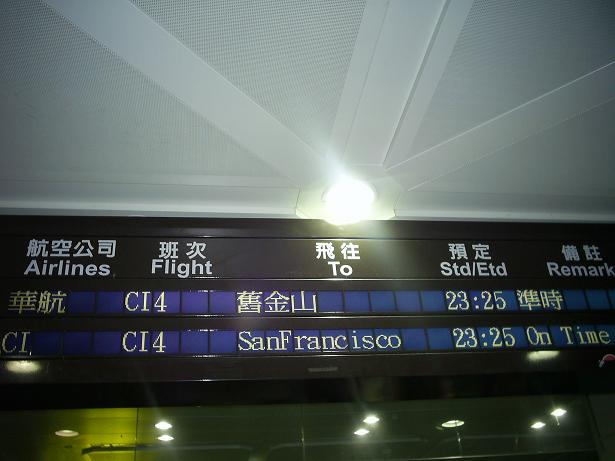 航空公司 班次 飛往 預定 備註
Airlines Flight To Std/Etd Remark
華航 CI4 舊金山 23:25 準時
CI CI4 SanFrancisco 23:25 On Time